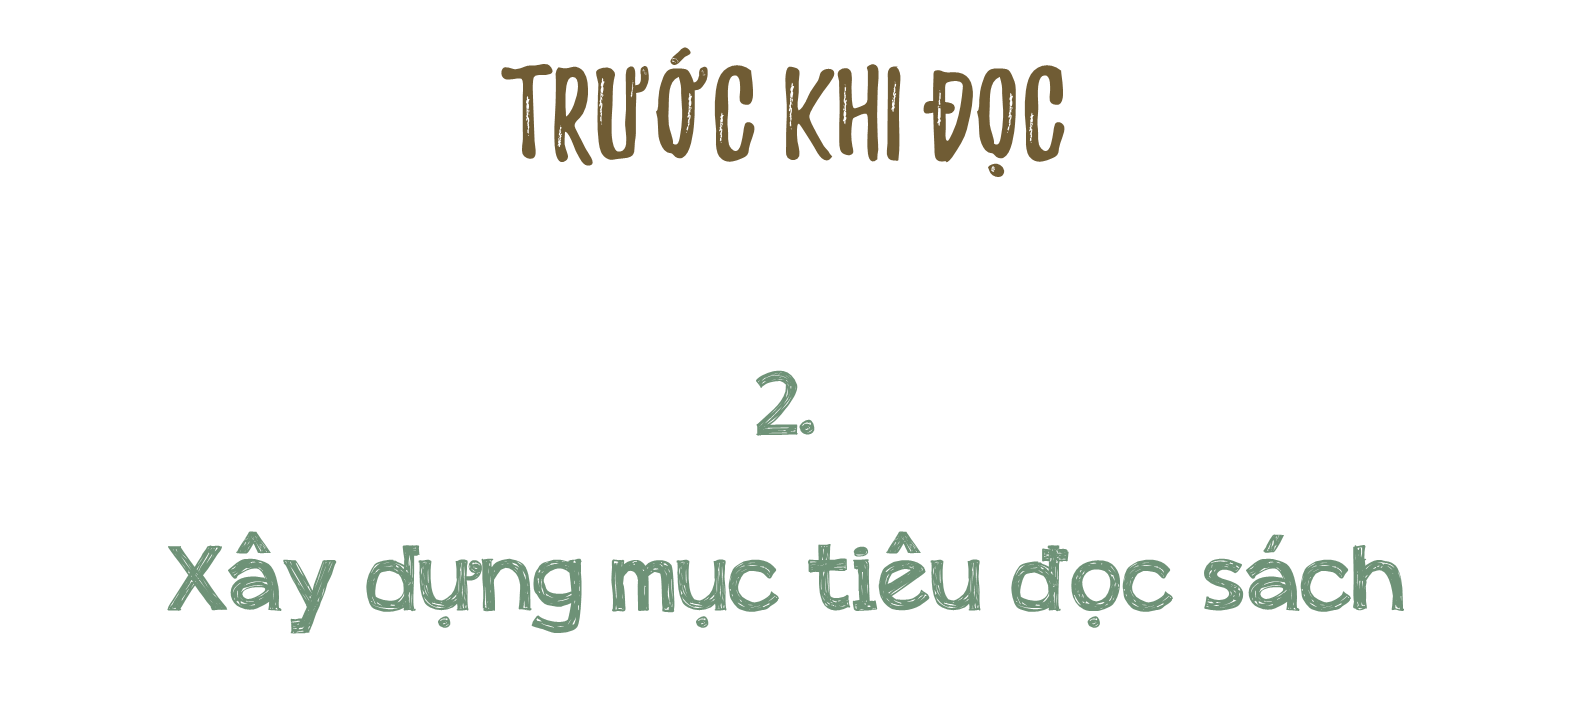 TRƯỚC KHI ĐỌC
2.
Xây dựng mục tiêu đọc sách